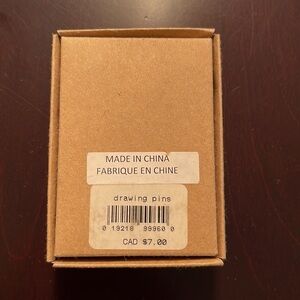 MADE IN CHINA
FABRIQUE EN CHINE
drawing pins
0 19218 99960 0
CAD $7.00